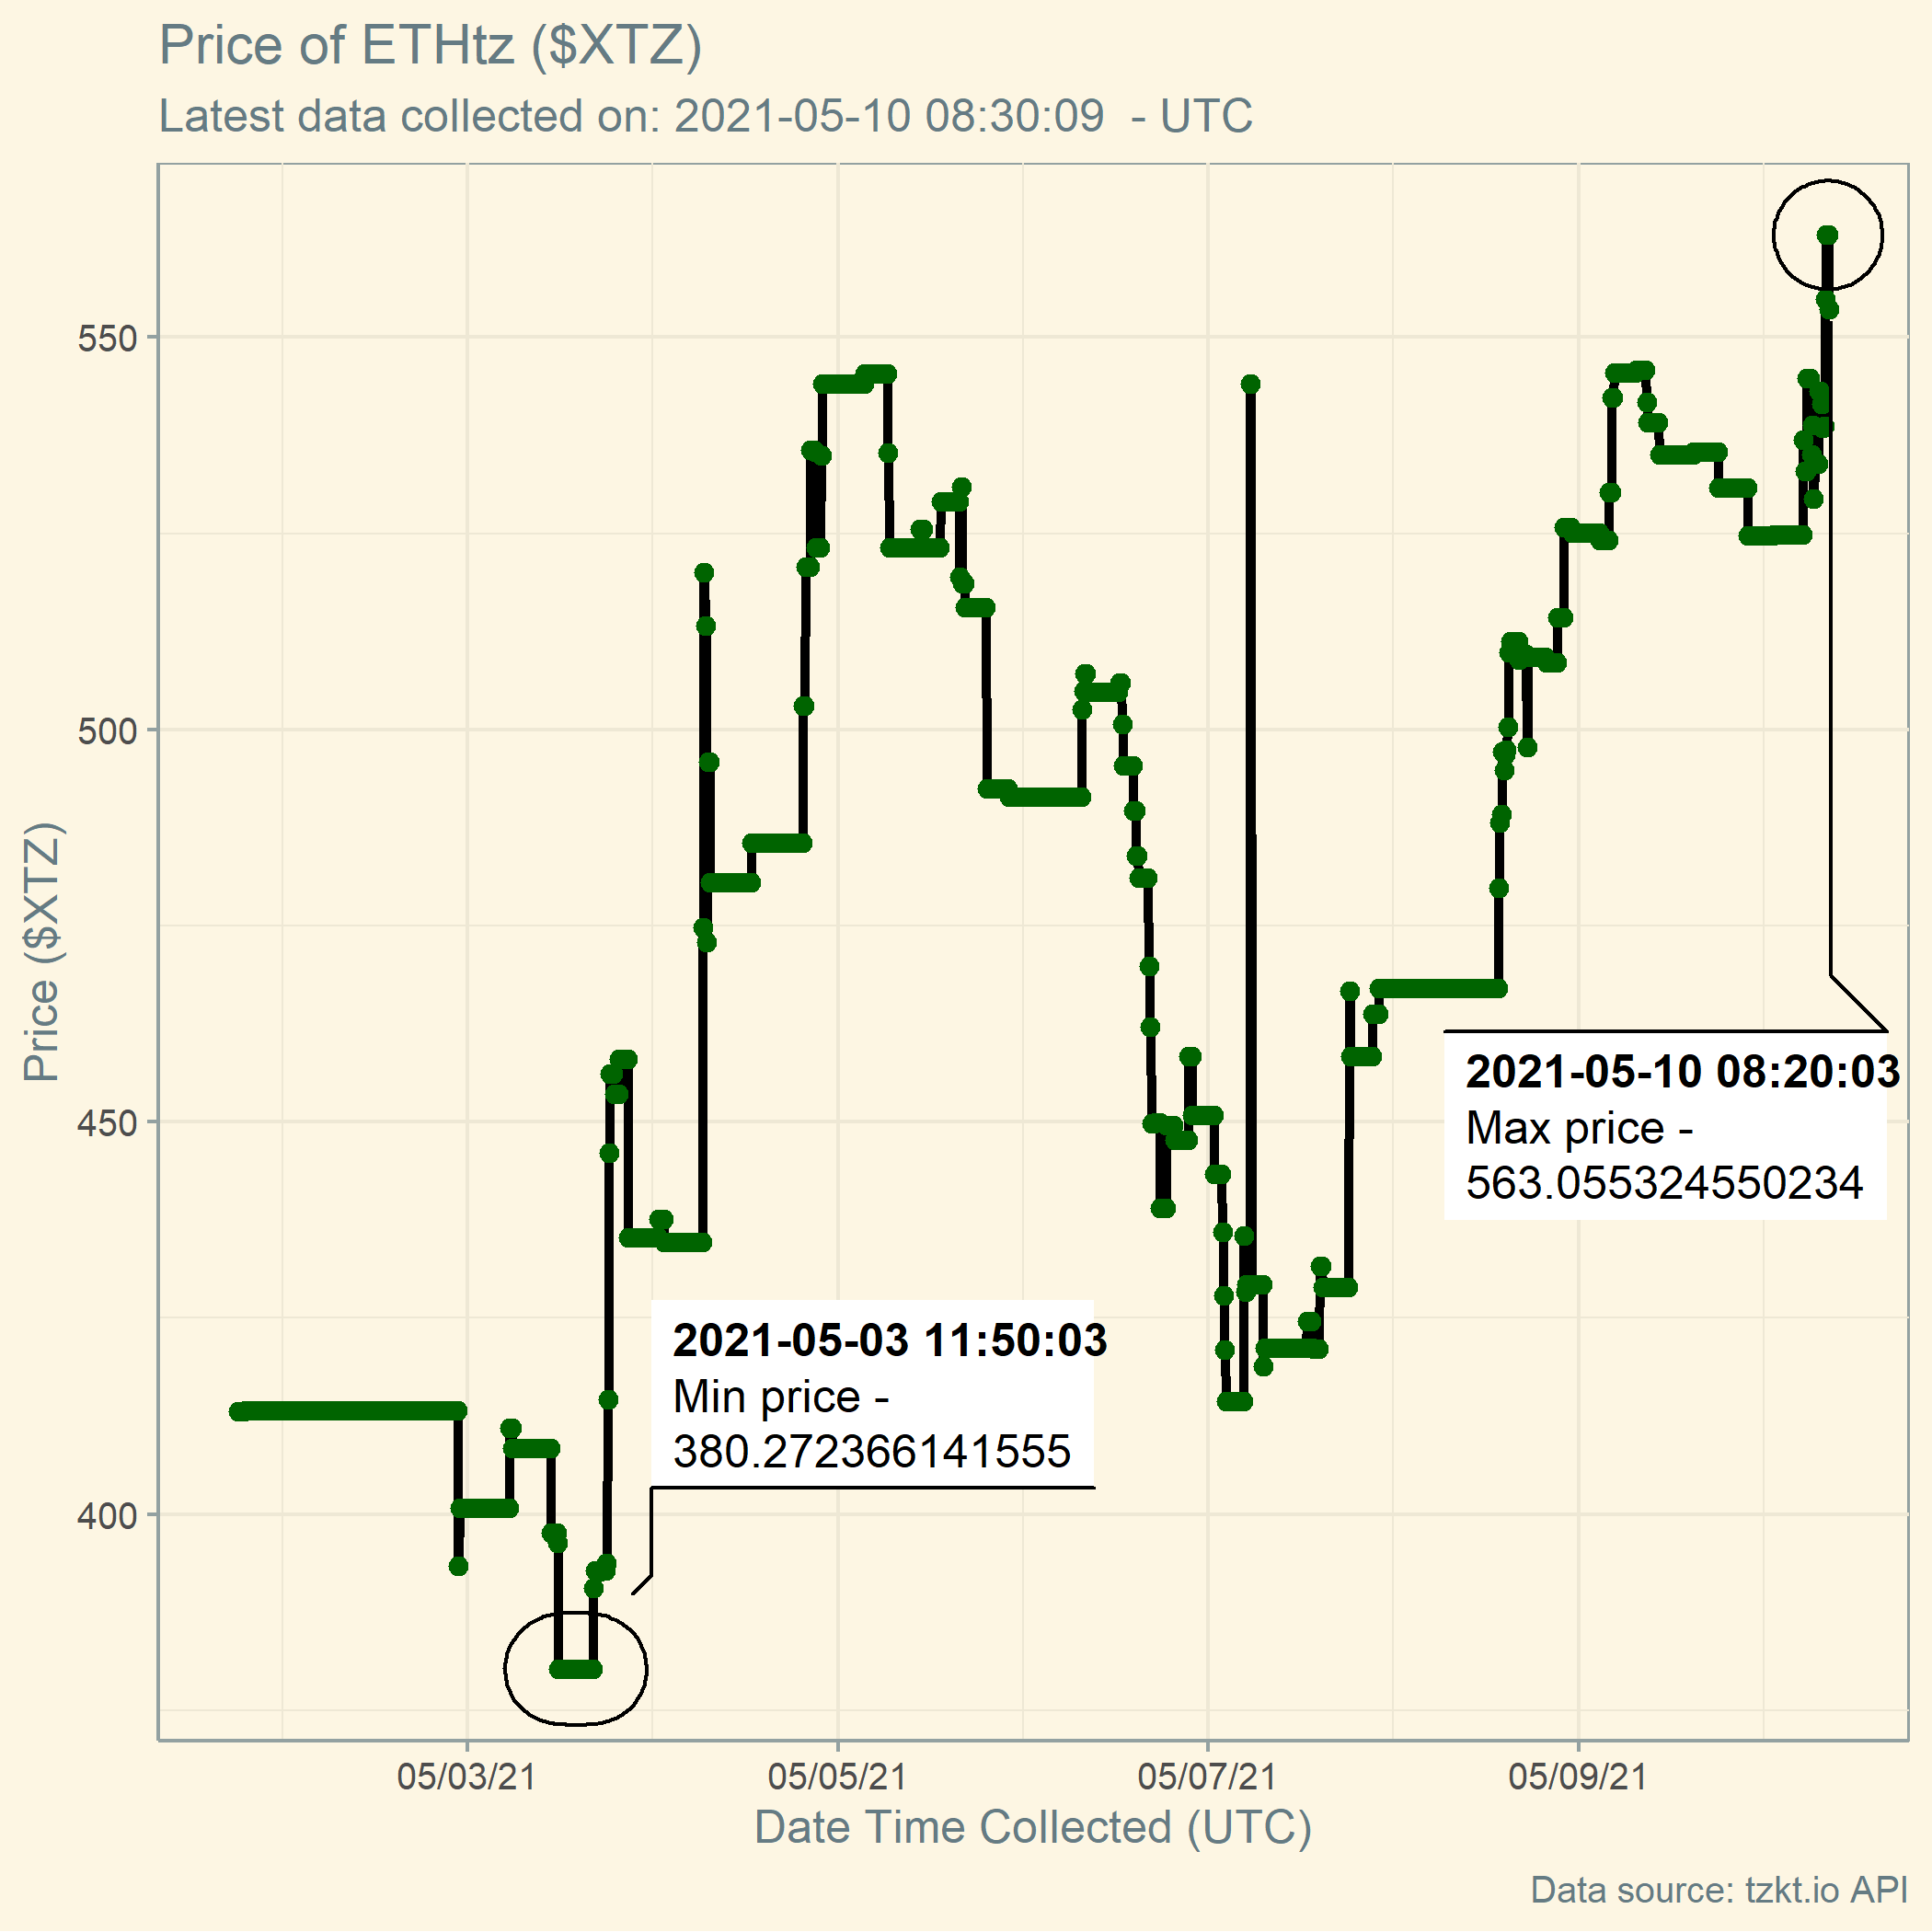 Price of ETHtz ($XTZ)
Latest data collected on: 2021-05-10 08:30:09  - UTC
Price ($XTZ)
550
500
450
400
2021-05-10 08:20:03
Max price -
563.055324550234
2021-05-03 11:50:03
Min price -
380.272366141555
05/03/21
05/05/21
05/07/21
05/09/21
Date Time Collected (UTC)
Data source: tzkt.io API